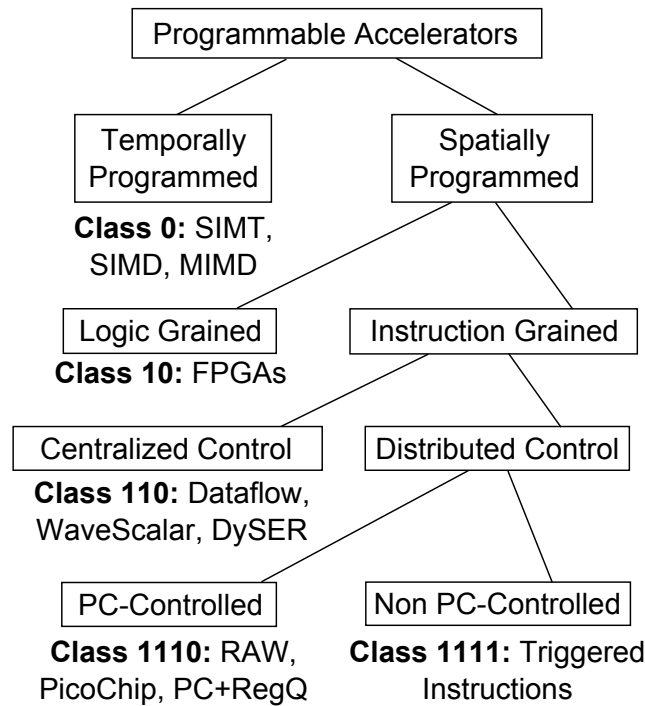 Programmable Accelerators
Temporally
Programmed
Spatially
Programmed
Class 0: SIMT,
SIMD, MIMD
Logic Grained
Instruction Grained
Class 10: FPGAs
Centralized Control
Distributed Control
Class 110: Dataflow,
WaveScalar, DySER
PC-Controlled
Non PC-Controlled
Class 1110: RAW,
PicoChip, PC+RegQ
Class 1111: Triggered
Instructions